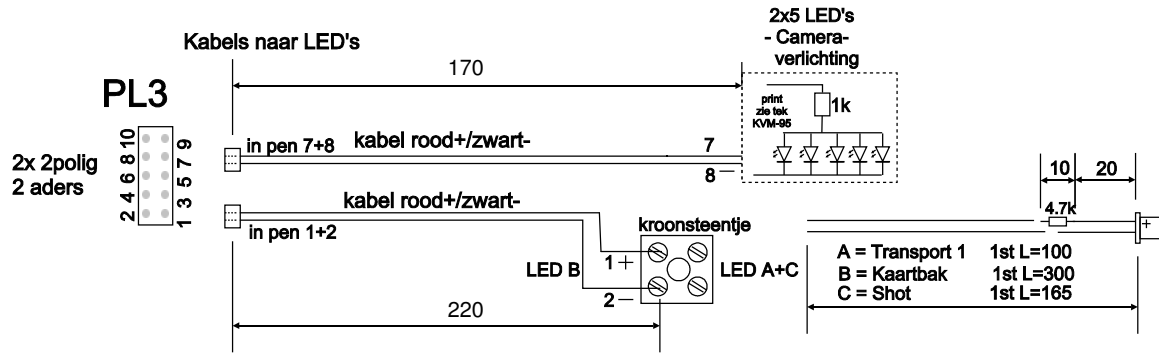 Kabels naar LED's
2x5 LED's
- Camera-
verlichting
170
PL3
print
zie tek
KVM-95
1k
2x 2polig
2 aders
2 4 6 8 10
1 3 5 7 9
in pen 7+8
kabel rood+/zwart-
7
8 -
kabel rood+/zwart-
in pen 1+2
10
20
4.7k
+
kroonsteentje
LED B
1 +
2 -
LED A+C
A = Transport 1 1st L=100
B = Kaartbak 1st L=300
C = Shot 1st L=165
220